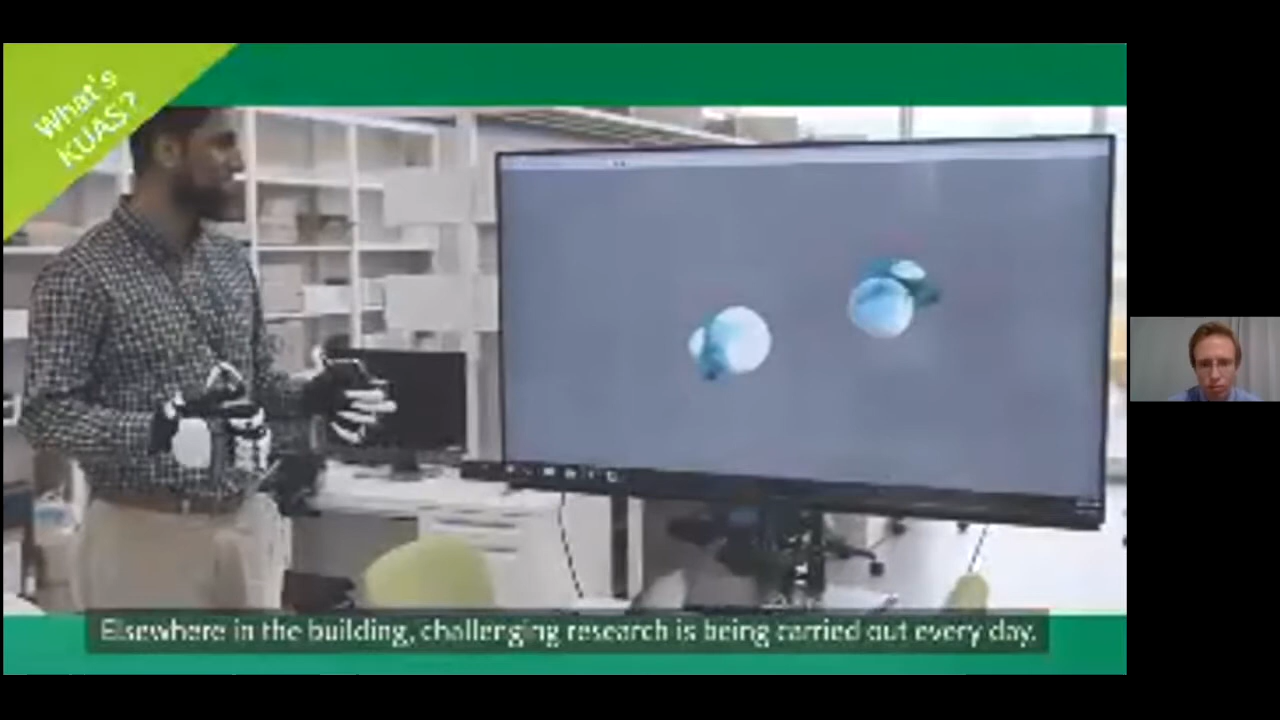 What's
KUAS?
Elsewhere in the building, challenging research is being carried out every day.